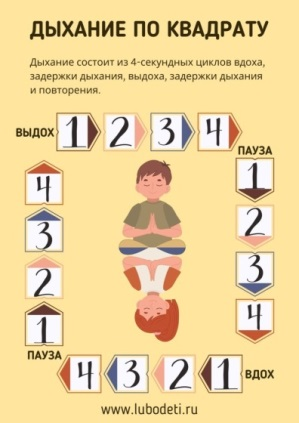 ДЫХАНИЕ ПО КВАДРАТУ
Дыхание состоит из 4-секундных циклов вдоха,
задержки дыхания, выдоха, задержки дыхания
и повторения.
ВЫДОХ 1 2 3 4
ПАУЗА
1
2
3
4
4
3
2
1
ПАУЗА
4 3 2 1 ВДОХ
www.lubodeti.ru